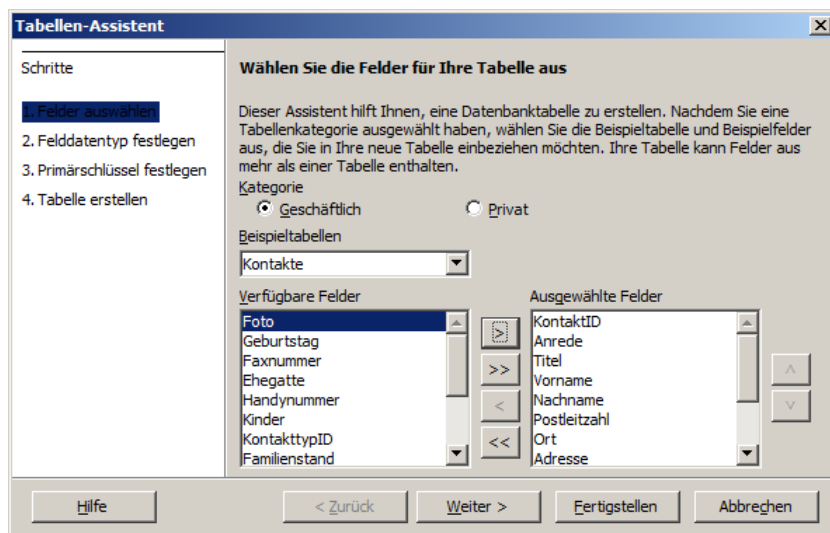 Tabellen-Assistent
Schritte
1. Felder auswählen
2. Felddatentyp festlegen
3. Primärschlüssel festlegen
4. Tabelle erstellen
Wählen Sie die Felder für Ihre Tabelle aus
Dieser Assistent hilft Ihnen, eine Datenbanktabelle zu erstellen. Nachdem Sie eine
Tabellenkategorie ausgewählt haben, wählen Sie die Beispieltabelle und Beispielfelder
aus, die Sie in Ihre neue Tabelle einbeziehen möchten. Ihre Tabelle kann Felder aus
mehr als einer Tabelle enthalten.
Kategorie
Geschäftlich
Privat
Beispieltabellen
Kontakte
Verfügbare Felder
Foto
Geburtstag
Faxnummer
Ehegatte
Handynummer
Kinder
KontakttypID
Familienstand
>
>>
<
<<
Ausgewählte Felder
KontaktID
Anrede
Titel
Vorname
Nachname
Postleitzahl
Ort
Adresse
Hilfe
< Zurück
Weiter >
Fertigstellen
Abbrechen